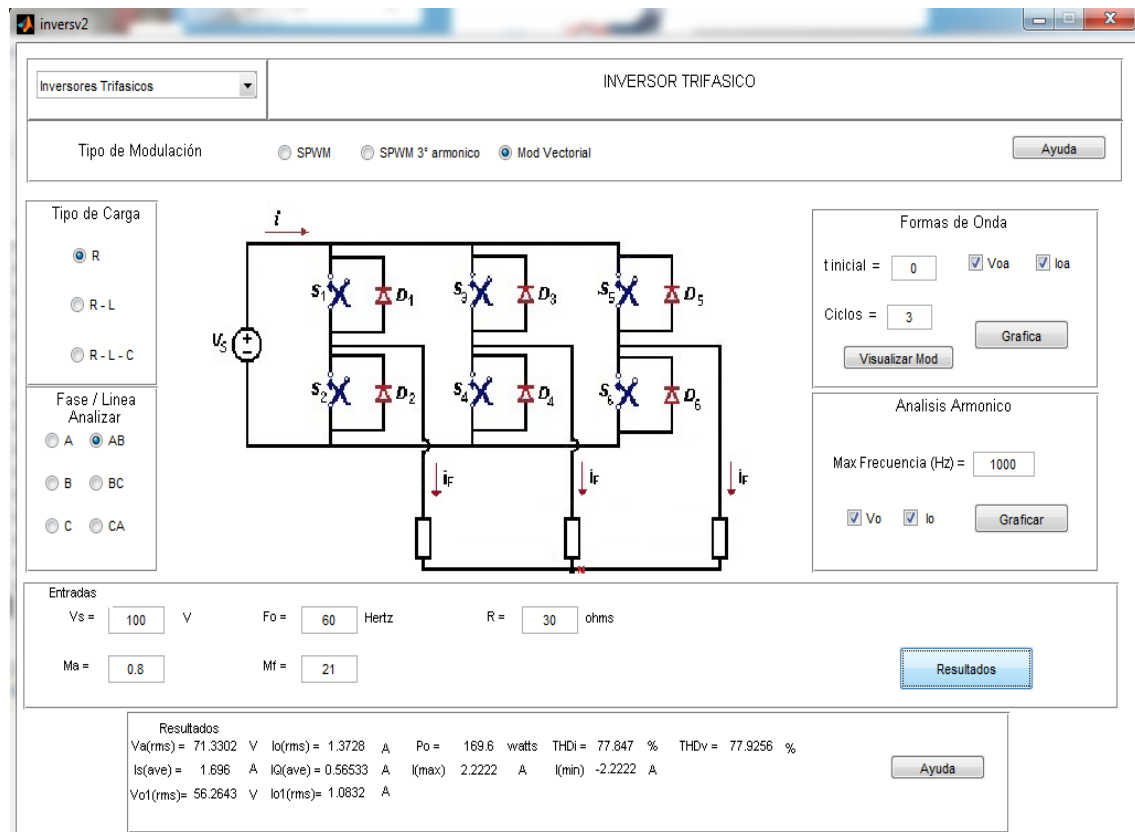 inversv2
Inversores Trifasicos
INVERSOR TRIFASICO
Tipo de Modulación
SPWM
SPWM 3° armonico
Mod Vectorial
Ayuda
Tipo de Carga
R
R - L
R - L - C
Fase / Linea
Analizar
A
AB
B
BC
C
CA
i
Vs
S1
D1
S3
D3
S5
D5
S2
D2
S4
D4
S6
D6
iF
iF
iF
Formas de Onda
t inicial = 0
Voa
Ioa
Ciclos = 3
Grafica
Visualizar Mod
Analisis Armonico
Max Frecuencia (Hz) = 1000
Vo
Io
Graficar
Entradas
Vs = 100 V
Fo = 60 Hertz
R = 30 ohms
Ma = 0.8
Mf = 21
Resultados
Resultados
Va(rms) = 71.3302 V Io(rms) = 1.3728 A Po = 169.6 watts THDi = 77.847 % THDv = 77.9256 %
Is(ave) = 1.696 A IQ(ave) = 0.56533 A I(max) 2.2222 A I(min) -2.2222 A
Vo1(rms)= 56.2643 V Io1(rms)= 1.0832 A
Ayuda